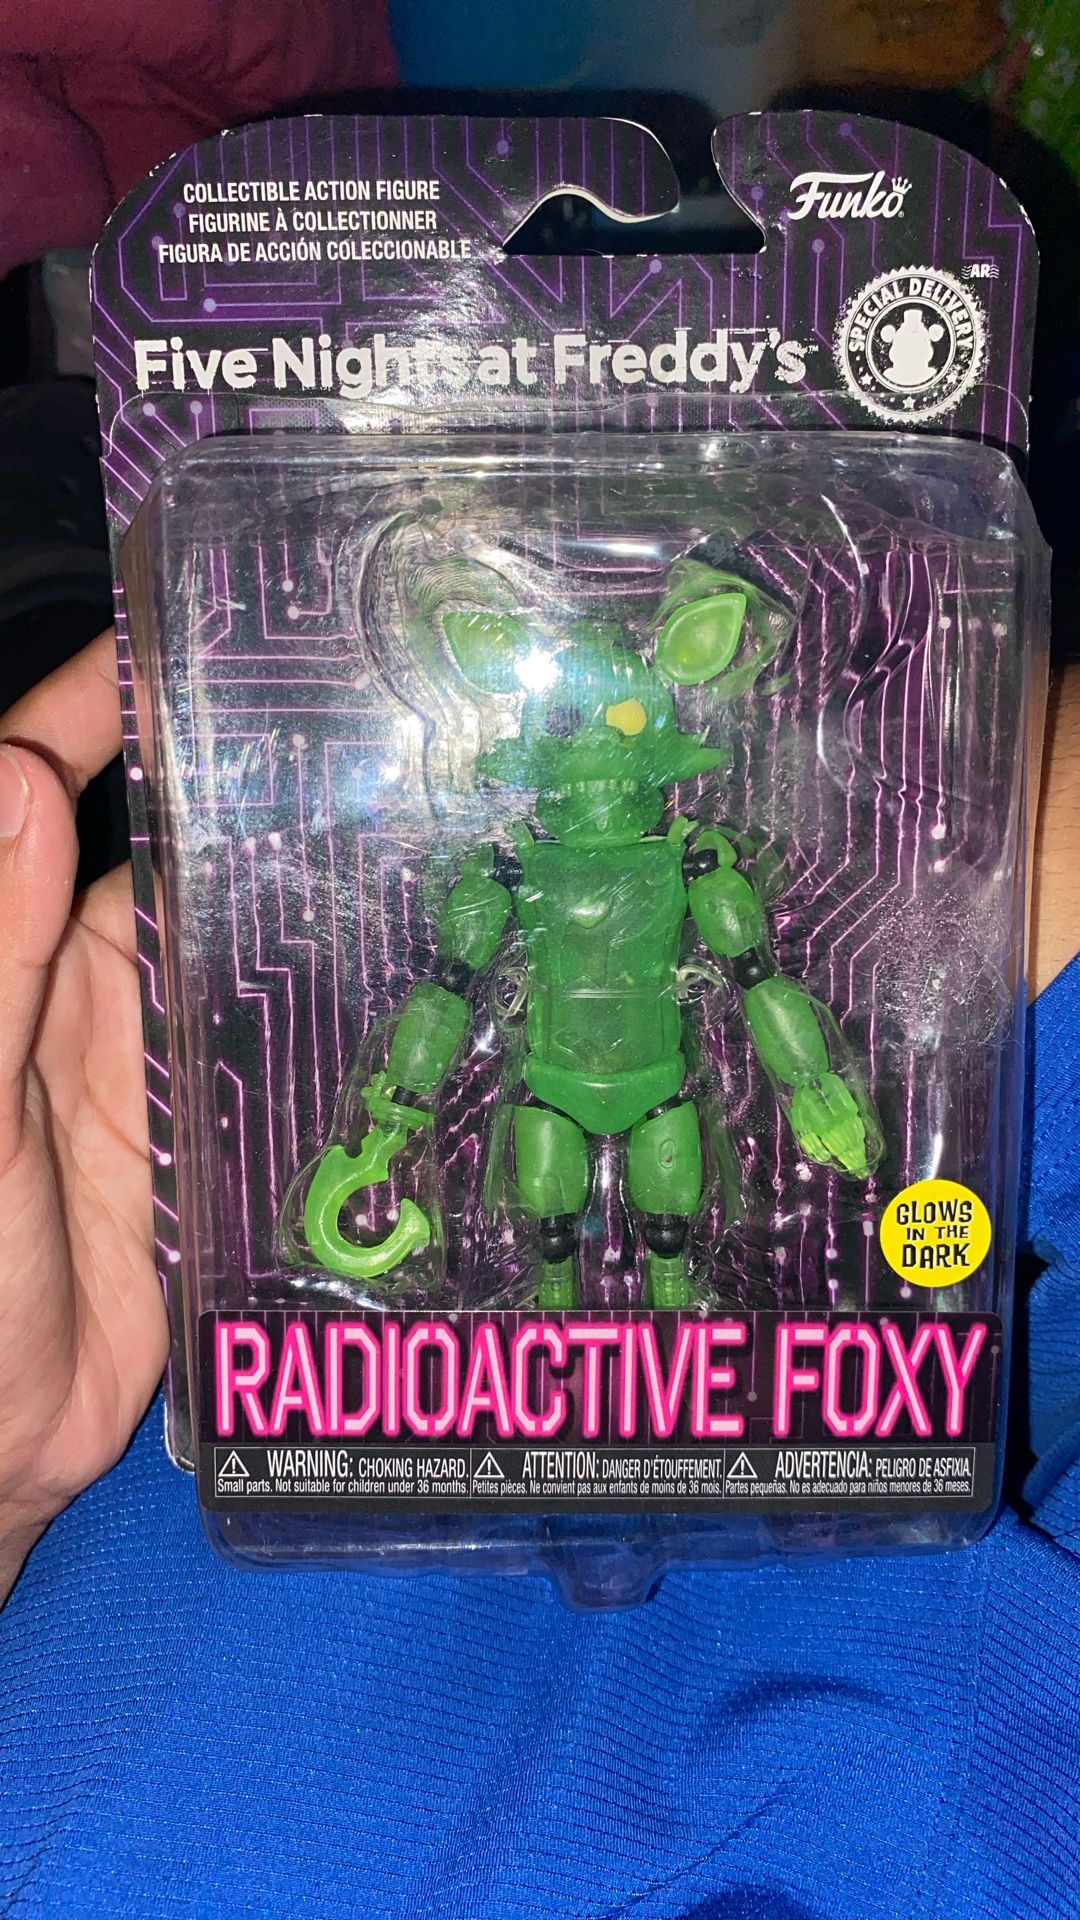 COLLECTIBLE ACTION FIGURE
FIGURINE À COLLECTIONNER
FIGURA DE ACCIÓN COLECCIONABLE
Funko
Five Nights at Freddy's
SPECIAL DELIVERY
AR
GLOWS
IN THE
DARK
RADIOACTIVE FOXY
WARNING: CHOKING HAZARD.
Small parts. Not suitable for children under 36 months.
ATTENTION: DANGER D'ÉTOUFFEMENT.
Petites pièces. Ne convient pas aux enfants de moins de 36 mois.
ADVERTENCIA: PELIGRO DE ASFIXIA.
Partes pequeñas. No es adecuado para niños menores de 36 meses.